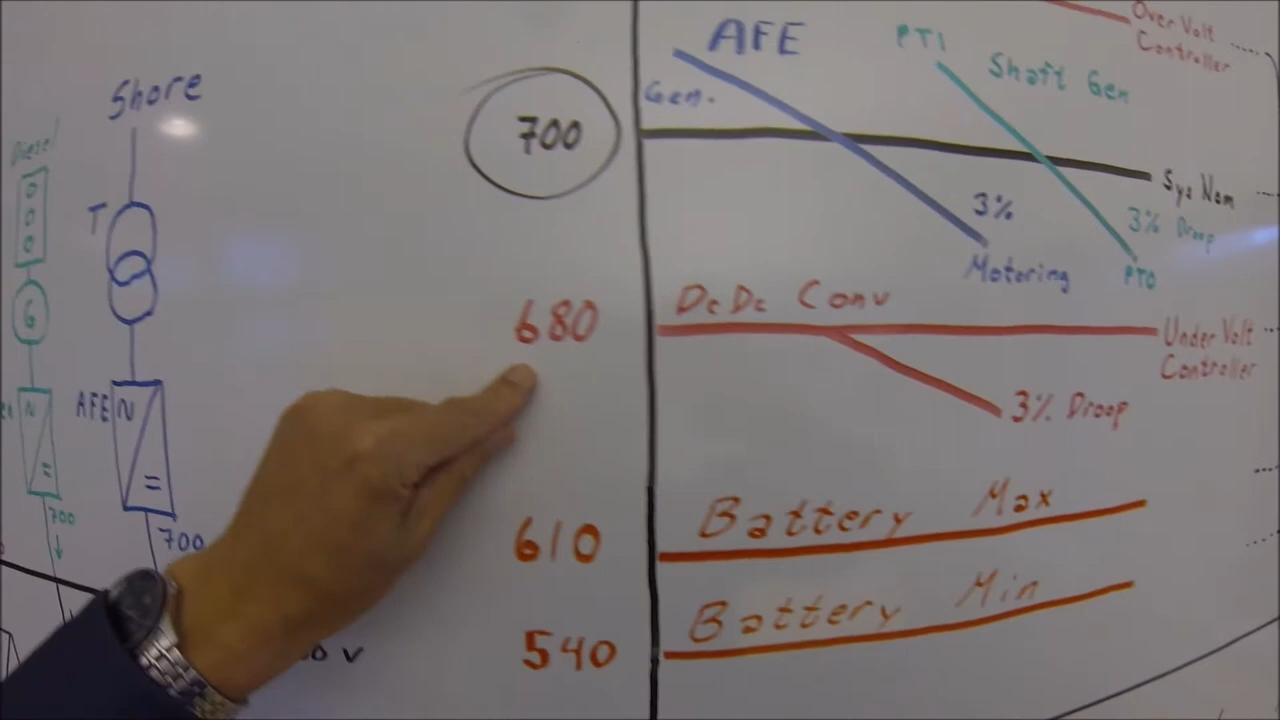 Diesel
G
N
=
700
Shore
T
AFE
N
=
700
0 V
700
680
610
540
AFE
Gen.
3%
Motoring
PTI
Shaft Gen
3% Droop
PTO
Over Volt
Controller
Sys Nom
DcDc Conv
Under Volt
Controller
3% Droop
Battery Max
Battery Min